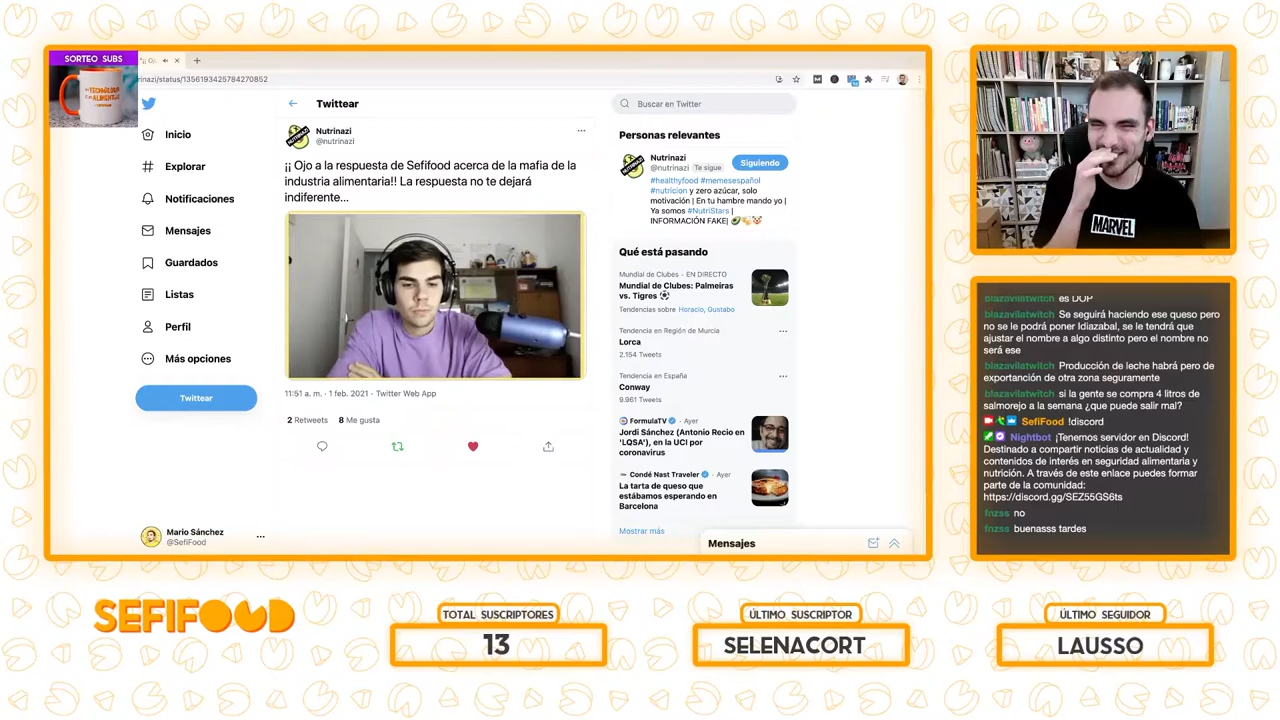 SORTEO SUBS
TECNÓLOGO
ALIMENTOS
rinazi/status/1356193425784270852
Inicio
Explorar
Notificaciones
Mensajes
Guardados
Listas
Perfil
Más opciones
Twittear
Mario Sánchez
@SefiFood
Twittear
Nutrinazi
@nutrinazi
¡¡ Ojo a la respuesta de Sefifood acerca de la mafia de la
industria alimentaria!! La respuesta no te dejará
indiferente...
11:51 a. m. · 1 feb. 2021 · Twitter Web App
2 Retweets 8 Me gusta
Buscar en Twitter
Personas relevantes
Nutrinazi
@nutrinazi Te sigue
Siguiendo
#healthyfood #memesespañol
#nutricion y zero azúcar, solo
motivación | En tu hambre mando yo |
Ya somos #NutriStars |
INFORMACIÓN FAKE|
Qué está pasando
Mundial de Clubes · EN DIRECTO
Mundial de Clubes: Palmeiras
vs. Tigres
Tendencias sobre Horacio, Gustabo
Tendencia en Región de Murcia
Lorca
2.154 Tweets
Tendencia en España
Conway
9.961 Tweets
FormulaTV · Ayer
Jordi Sánchez (Antonio Recio en
'LQSA'), en la UCI por
coronavirus
Condé Nast Traveler · Ayer
La tarta de queso que
estábamos esperando en
Barcelona
Mostrar más
Mensajes
MARVEL
blazavilatwitch es DOP
blazavilatwitch Se seguirá haciendo ese queso pero
no se le podrá poner Idiazabal, se le tendrá que
ajustar el nombre a algo distinto pero el nombre no
será ese
blazavilatwitch Producción de leche habrá pero de
exportanción de otra zona seguramente
blazavilatwitch si la gente se compra 4 litros de
salmorejo a la semana ¿que puede salir mal?
SefiFood !discord
Nightbot ¡Tenemos servidor en Discord!
Destinado a compartir noticias de actualidad y
contenidos de interés en seguridad alimentaria y
nutrición. A través de este enlace puedes formar
parte de la comunidad:
https://discord.gg/SEZ55GS6ts
fnzss no
fnzss buenasss tardes
SEFIFOOD
TOTAL SUSCRIPTORES
13
ÚLTIMO SUSCRIPTOR
SELENACORT
ÚLTIMO SEGUIDOR
LAUSSO